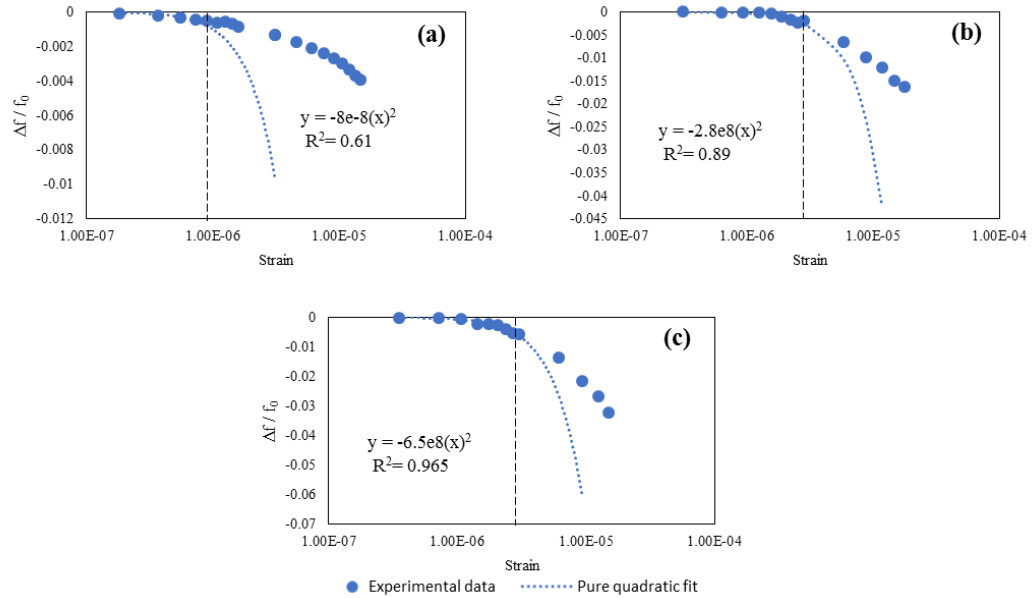 (a)
0
-0.002
-0.004
-0.006
-0.008
-0.01
-0.012
Δf / f₀
y = -8e-8(x)²
R²= 0.61
1.00E-07 1.00E-06 1.00E-05 1.00E-04
Strain
(b)
0
-0.005
-0.01
-0.015
-0.02
-0.025
-0.03
-0.035
-0.04
-0.045
Δf / f₀
y = -2.8e8(x)²
R²= 0.89
1.00E-07 1.00E-06 1.00E-05 1.00E-04
Strain
(c)
0
-0.01
-0.02
-0.03
-0.04
-0.05
-0.06
-0.07
Δf / f₀
y = -6.5e8(x)²
R²= 0.965
1.00E-07 1.00E-06 1.00E-05 1.00E-04
Strain
Experimental data Pure quadratic fit